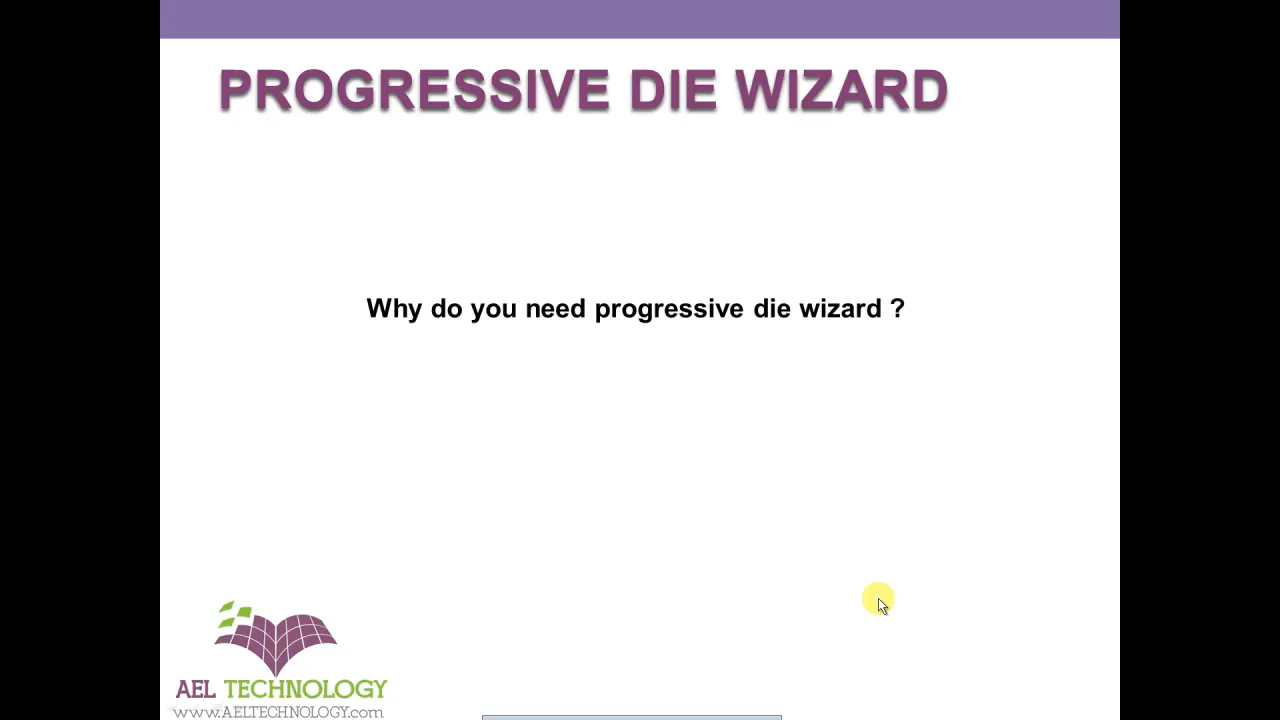 PROGRESSIVE DIE WIZARD
Why do you need progressive die wizard ?
AEL TECHNOLOGY
www.AELTECHNOLOGY.com